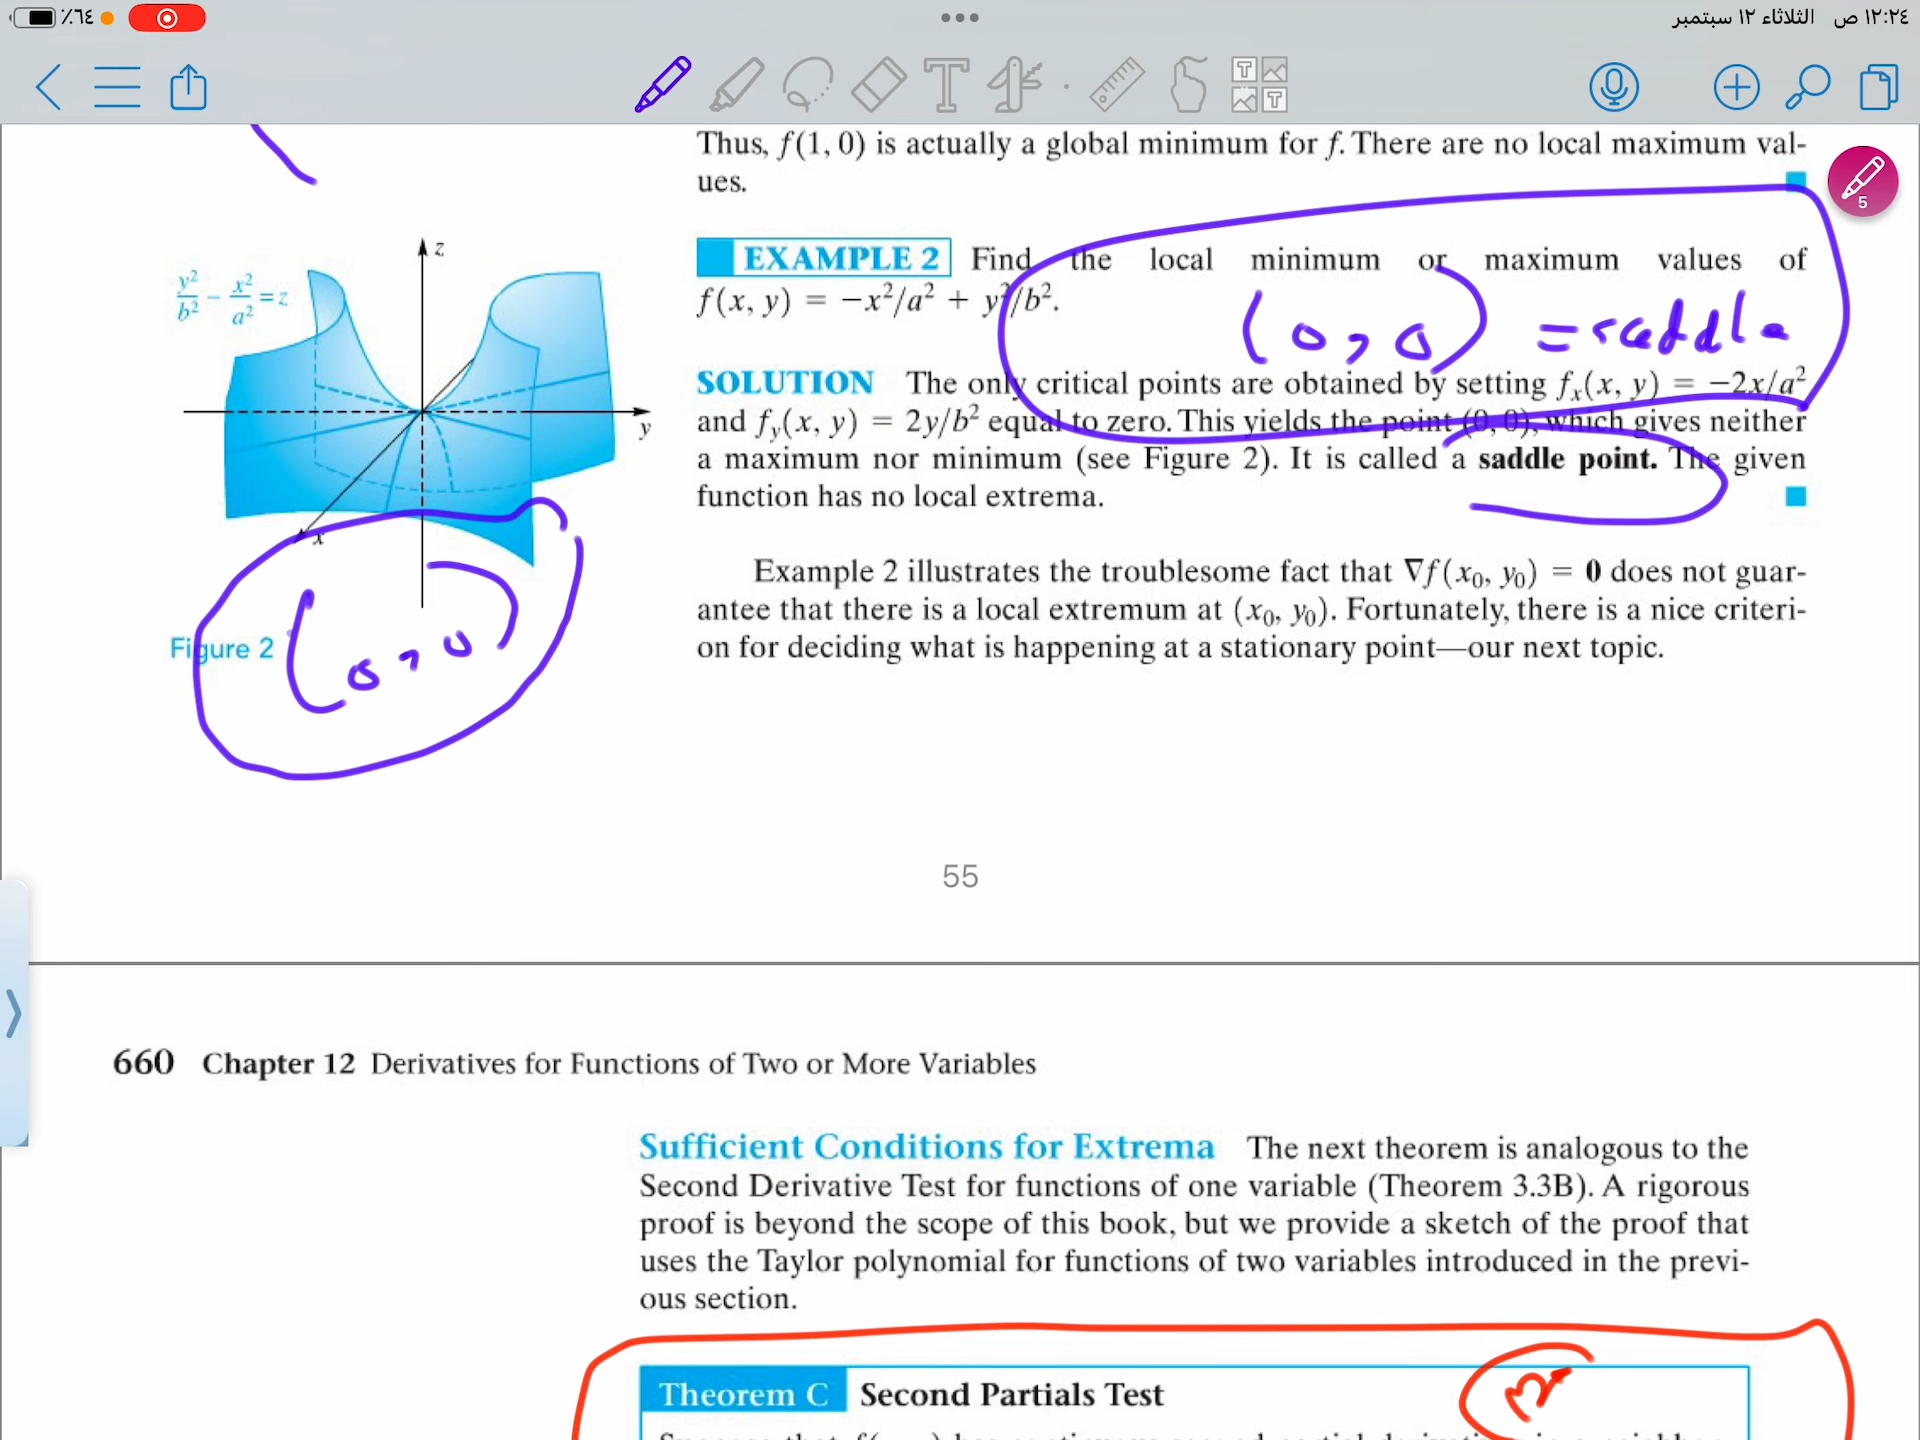 ٪٦٤
١٢:٢٤ ص الثلاثاء ١٢ سبتمبر
5
Thus, f(1, 0) is actually a global minimum for f. There are no local maximum val-
ues.
EXAMPLE 2 Find the local minimum or maximum values of
f(x, y) = −x²/a² + y²/b².
(0, 0) = saddle
SOLUTION The only critical points are obtained by setting fₓ(x, y) = −2x/a²
and f_y(x, y) = 2y/b² equal to zero. This yields the point (0, 0), which gives neither
a maximum nor minimum (see Figure 2). It is called a saddle point. The given
function has no local extrema.
y²/b² − x²/a² = z
z
y
x
Figure 2
(0, 0)
Example 2 illustrates the troublesome fact that ∇f(x₀, y₀) = 0 does not guar-
antee that there is a local extremum at (x₀, y₀). Fortunately, there is a nice criteri-
on for deciding what is happening at a stationary point—our next topic.
55
660 Chapter 12 Derivatives for Functions of Two or More Variables
Sufficient Conditions for Extrema The next theorem is analogous to the
Second Derivative Test for functions of one variable (Theorem 3.3B). A rigorous
proof is beyond the scope of this book, but we provide a sketch of the proof that
uses the Taylor polynomial for functions of two variables introduced in the previ-
ous section.
Theorem C Second Partials Test